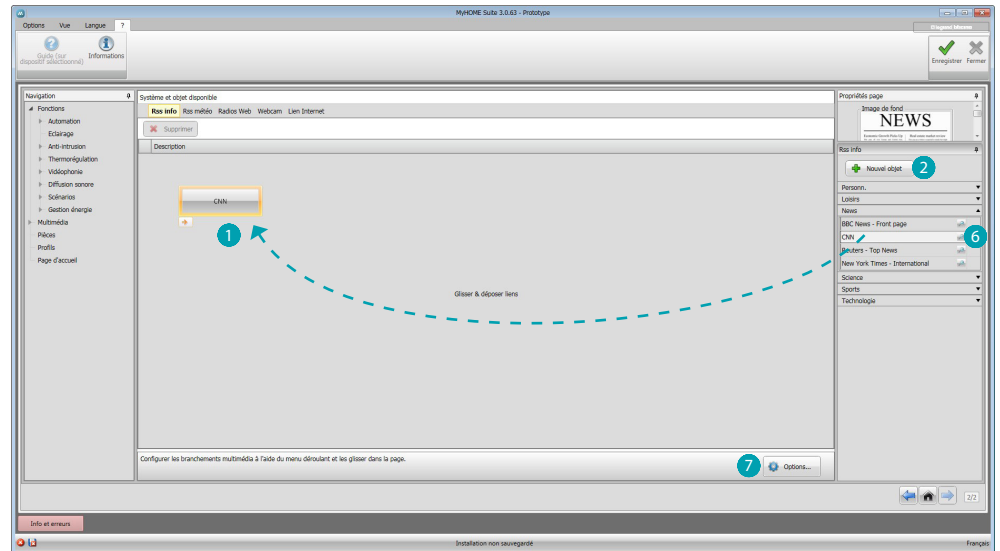 MyHOME Suite 3.0.63 - Prototype
Options Vue Langue ?
Guide (sur
dispositif sélectionné)
Informations
Enregistrer Fermer
Navigation
Fonctions
Automation
Eclairage
Anti-intrusion
Thermorégulation
Vidéophonie
Diffusion sonore
Scénarios
Gestion énergie
Multimédia
Pièces
Profils
Page d'accueil
Système et objet disponible
Rss info Rss météo Radios Web Webcam Lien Internet
Supprimer
Description
CNN
1
Glisser & déposer liens
Configurer les branchements multimédia à l'aide du menu déroulant et les glisser dans la page.
7
Options...
Propriétés page
Image de fond
NEWS
Rss info
Nouvel objet
2
Personn.
Loisirs
News
BBC News - Front page
CNN
6
Reuters - Top News
New York Times - International
Science
Sports
Technologie
2/2
Info et erreurs
Installation non sauvegardé
Français